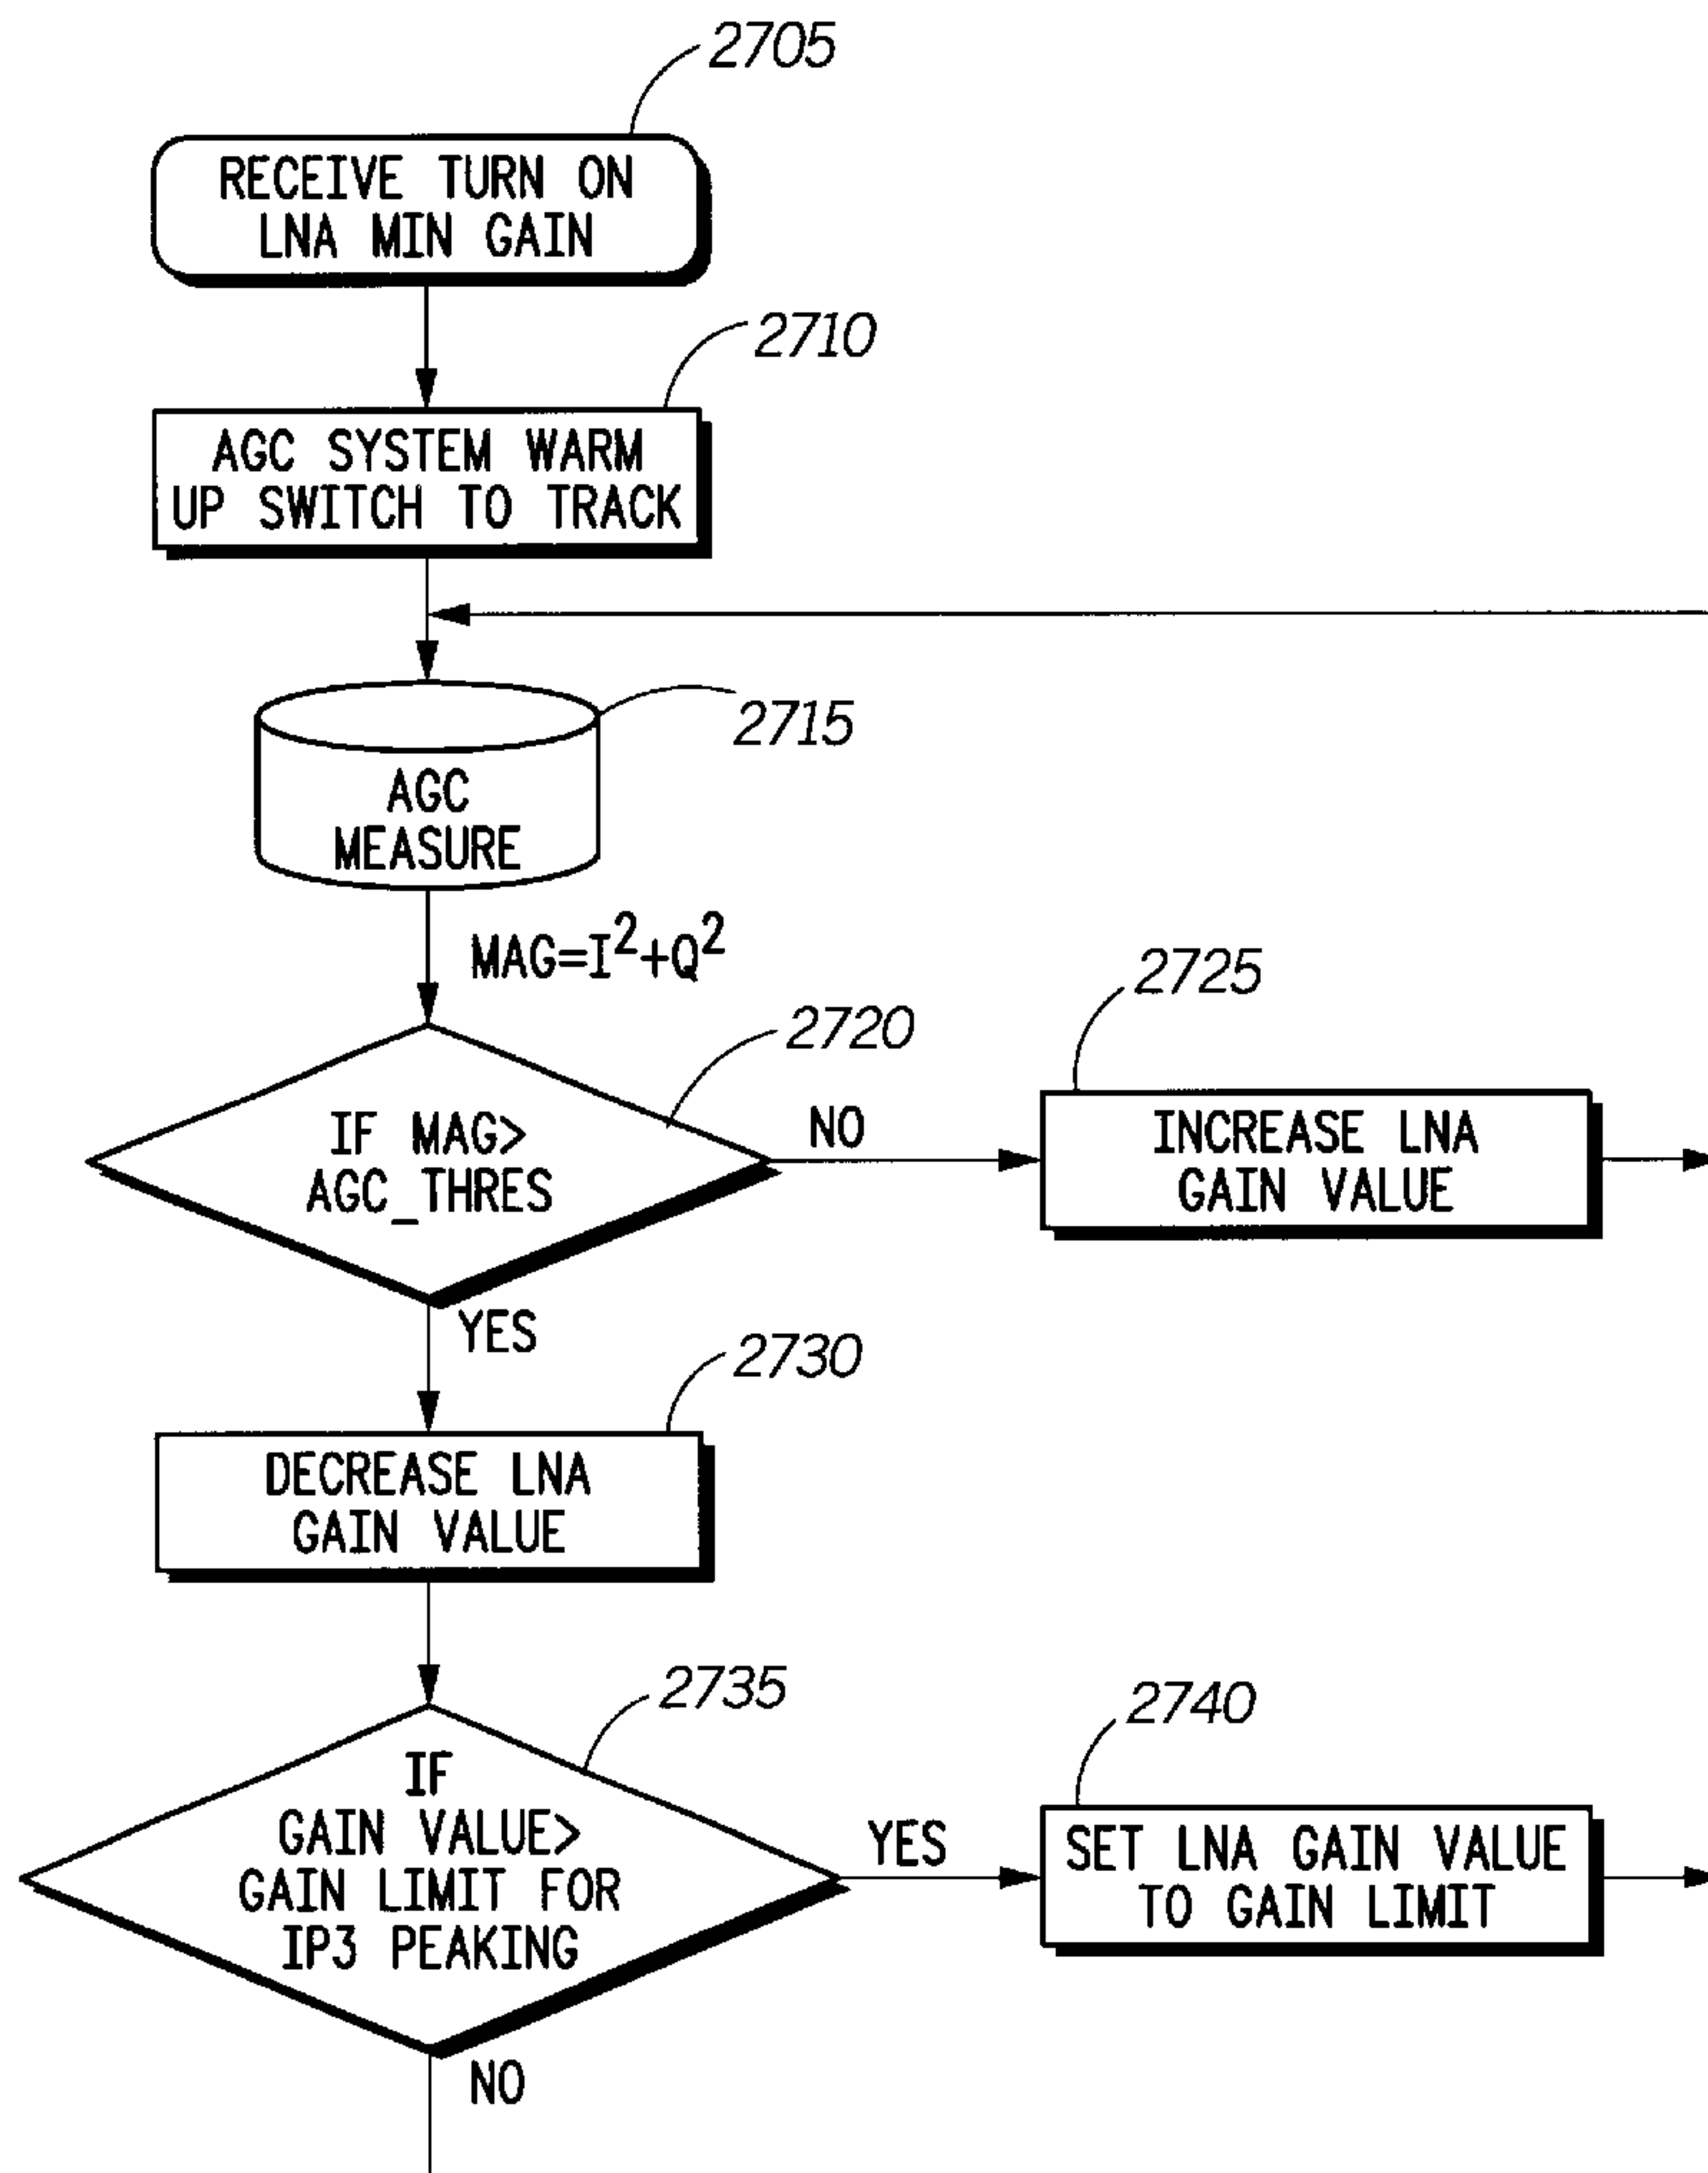 2705
RECEIVE TURN ON
LNA MIN GAIN
2710
AGC SYSTEM WARM
UP SWITCH TO TRACK
2715
AGC
MEASURE
MAG=I²+Q²
2720
IF MAG>
AGC_THRES
NO
2725
INCREASE LNA
GAIN VALUE
YES
2730
DECREASE LNA
GAIN VALUE
2735
IF
GAIN VALUE>
GAIN LIMIT FOR
IP3 PEAKING
YES
2740
SET LNA GAIN VALUE
TO GAIN LIMIT
NO